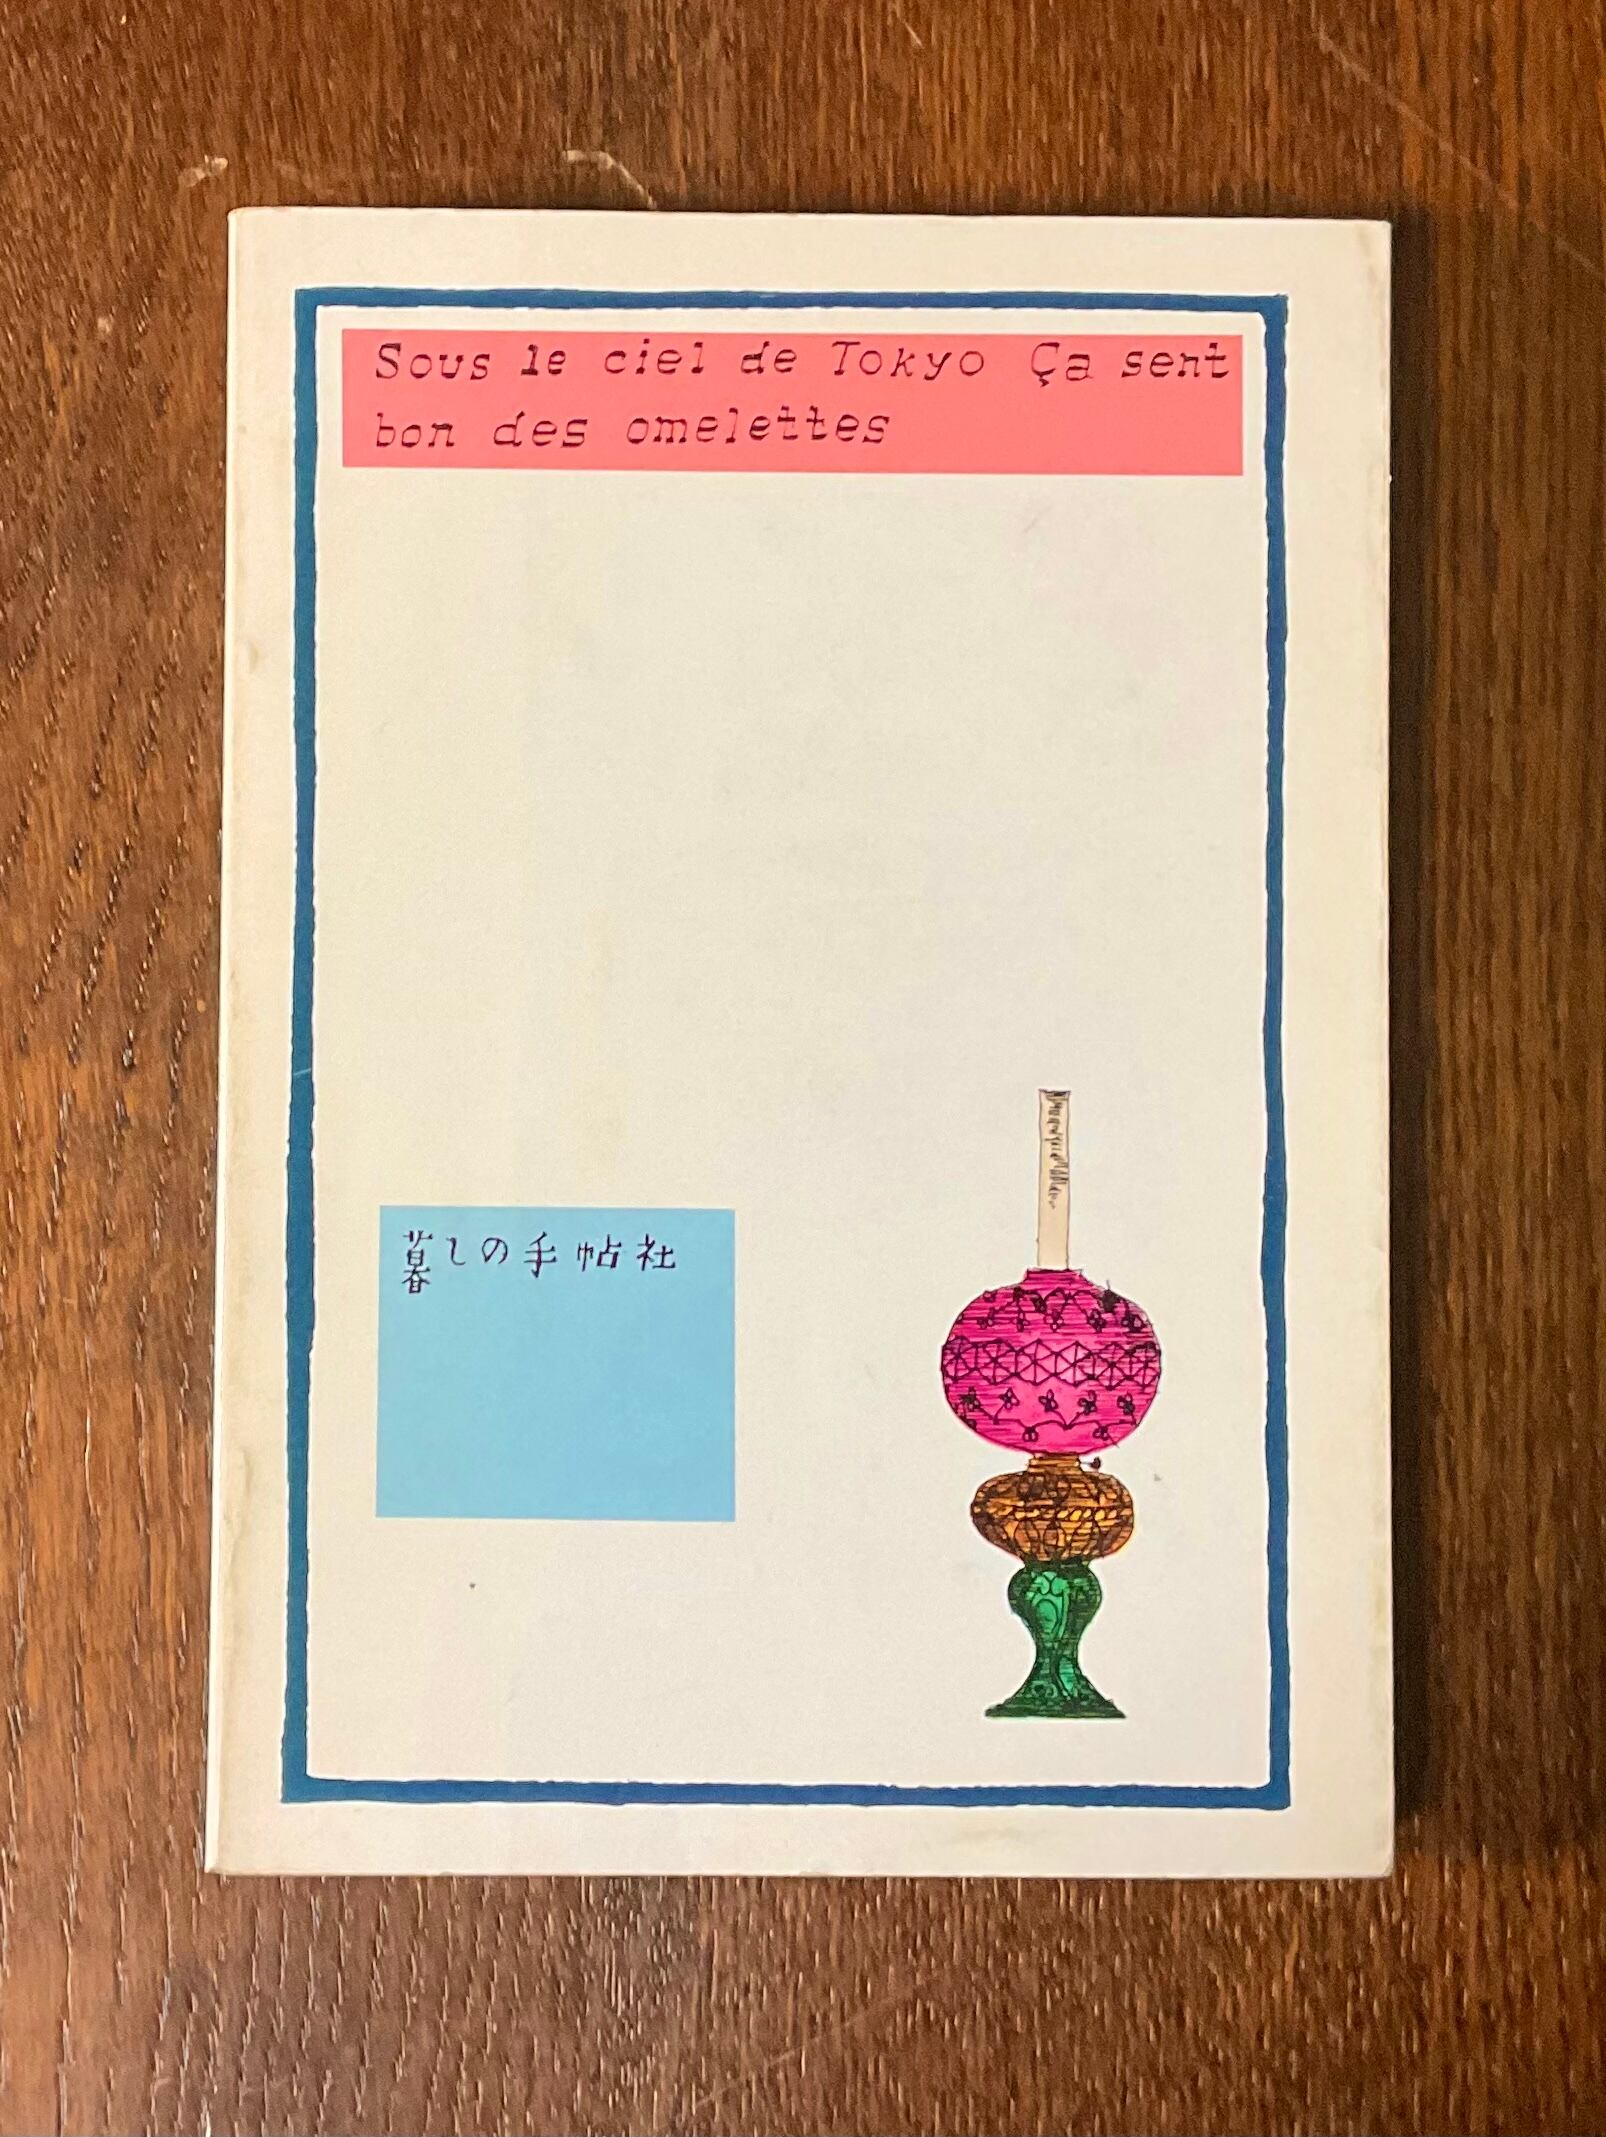 Sous le ciel de Tokyo Ça sent
bon des omelettes
暮しの手帖社